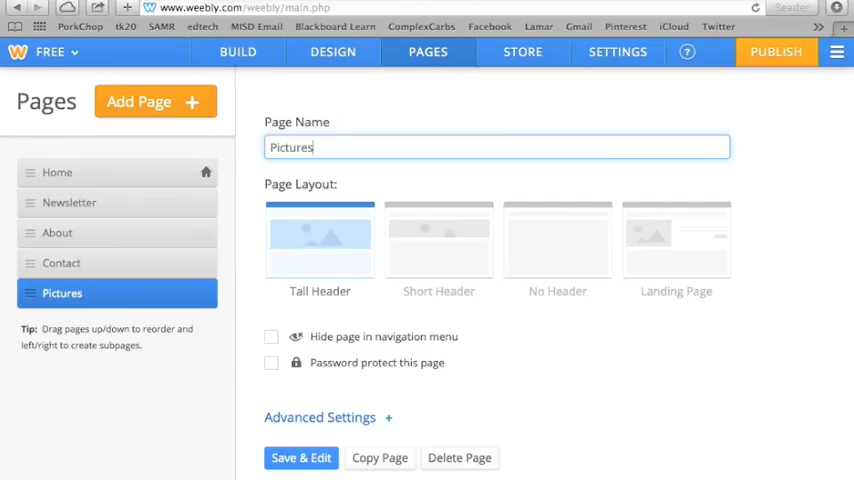 www.weebly.com/weebly/main.php
Reader
PorkChop tk20 SAMR edtech MISD Email Blackboard Learn ComplexCarbs Facebook Lamar Gmail Pinterest iCloud Twitter
FREE BUILD DESIGN PAGES STORE SETTINGS ? PUBLISH
Pages
Add Page +
Home
Newsletter
About
Contact
Pictures
Tip: Drag pages up/down to reorder and
left/right to create subpages.
Page Name
Pictures
Page Layout:
Tall Header Short Header No Header Landing Page
Hide page in navigation menu
Password protect this page
Advanced Settings +
Save & Edit Copy Page Delete Page